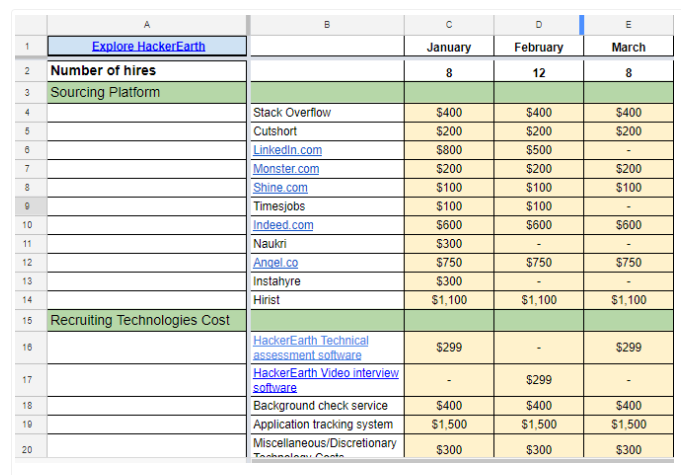 A B C D E
1 Explore HackerEarth January February March
2 Number of hires 8 12 8
3 Sourcing Platform
4 Stack Overflow $400 $400 $400
5 Cutshort $200 $200 $200
6 LinkedIn.com $800 $500 -
7 Monster.com $200 $200 $200
8 Shine.com $100 $100 $100
9 Timesjobs $100 $100 -
10 Indeed.com $600 $600 $600
11 Naukri $300 - -
12 Angel.co $750 $750 $750
13 Instahyre $300 - -
14 Hirist $1,100 $1,100 $1,100
15 Recruiting Technologies Cost
16 HackerEarth Technical
assessment software $299 - $299
17 HackerEarth Video interview
software - $299 -
18 Background check service $400 $400 $400
19 Application tracking system $1,500 $1,500 $1,500
20 Miscellaneous/Discretionary
Technology Costs $300 $300 $300